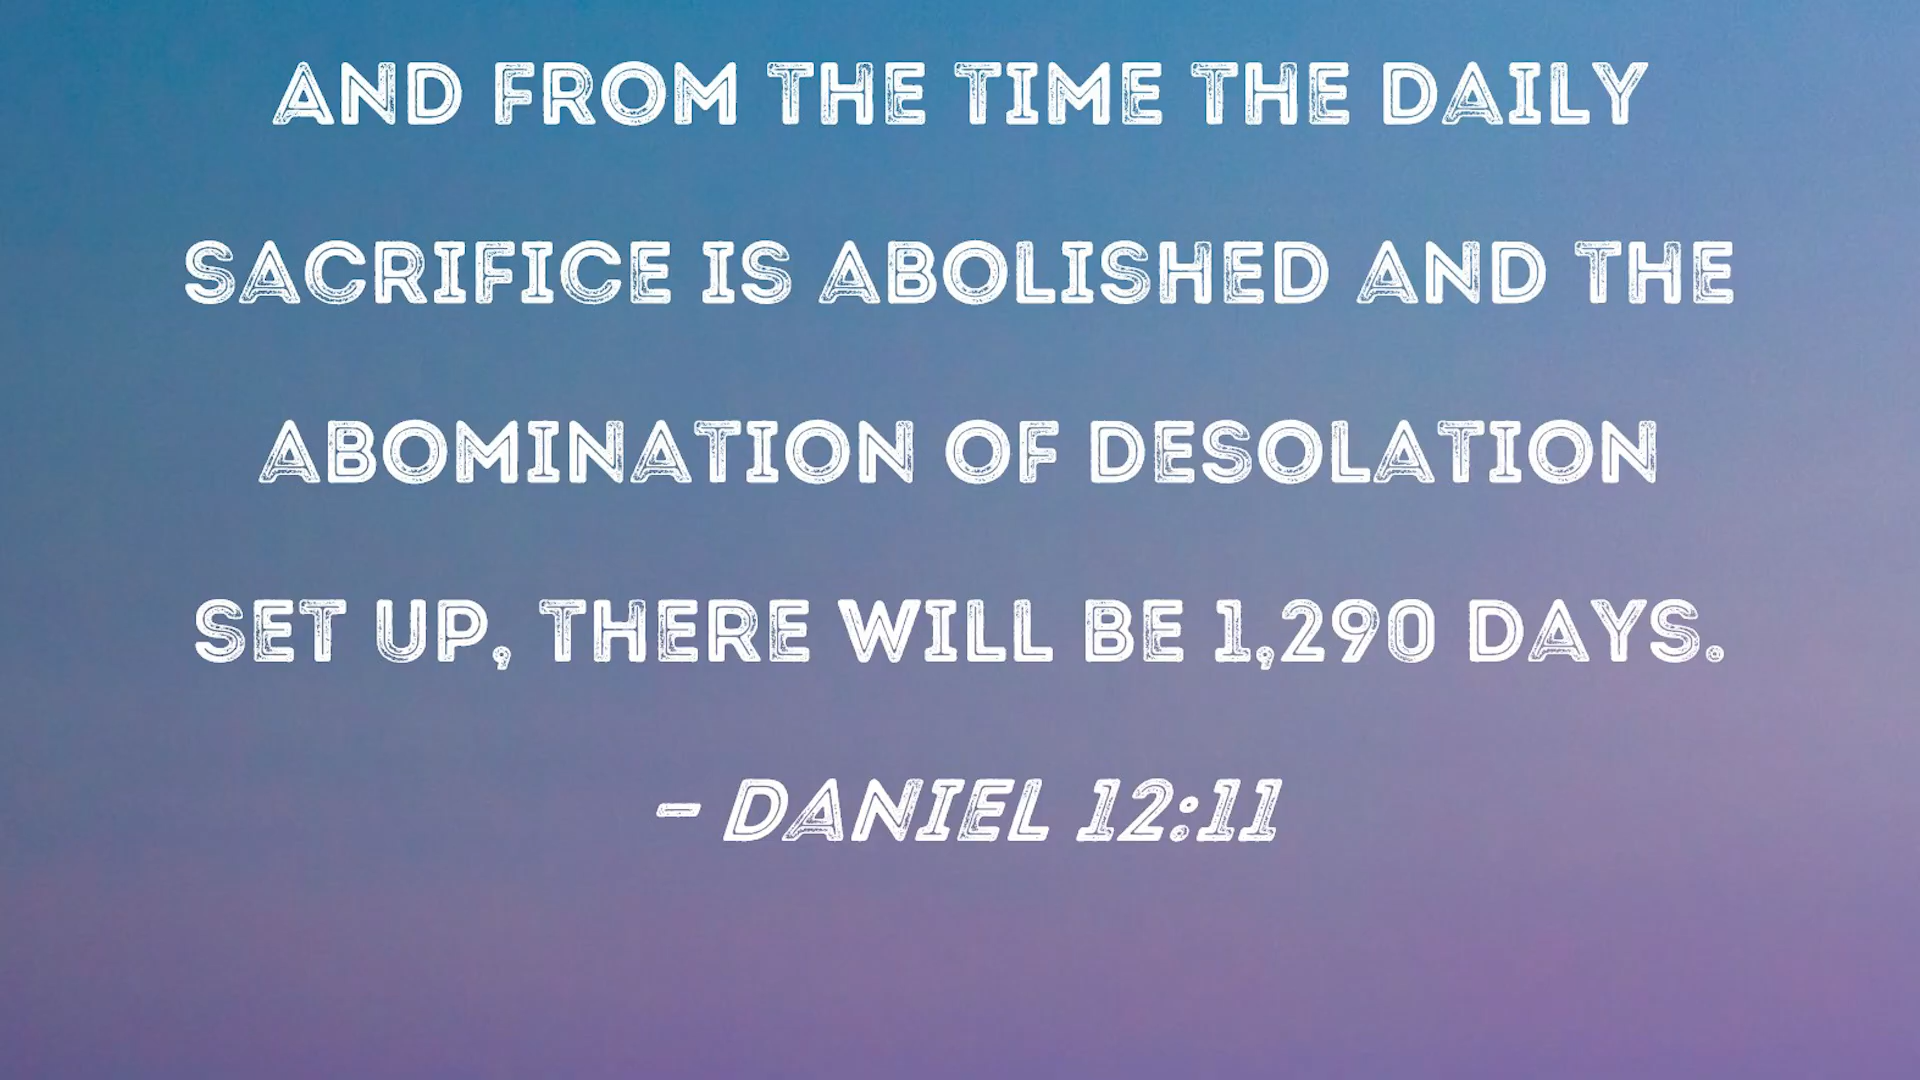 AND FROM THE TIME THE DAILY
SACRIFICE IS ABOLISHED AND THE
ABOMINATION OF DESOLATION
SET UP, THERE WILL BE 1,290 DAYS.
- DANIEL 12:11